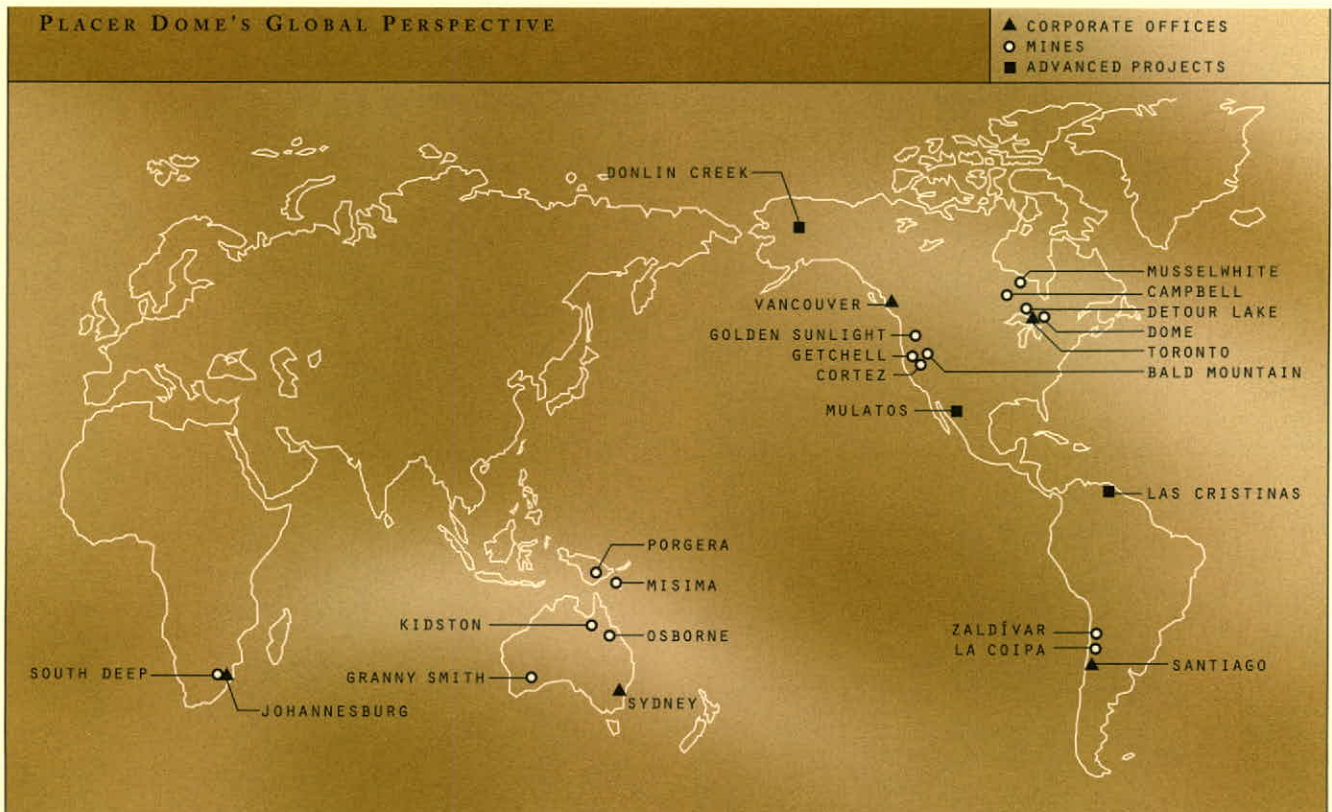 PLACER DOME'S GLOBAL PERSPECTIVE
CORPORATE OFFICES
MINES
ADVANCED PROJECTS
DONLIN CREEK
MUSSELWHITE
CAMPBELL
VANCOUVER
DETOUR LAKE
DOME
GOLDEN SUNLIGHT
TORONTO
GETCHELL
BALD MOUNTAIN
CORTEZ
MULATOS
LAS CRISTINAS
PORGERA
MISIMA
KIDSTON
OSBORNE
ZALDÍVAR
LA COIPA
SANTIAGO
SOUTH DEEP
GRANNY SMITH
SYDNEY
JOHANNESBURG